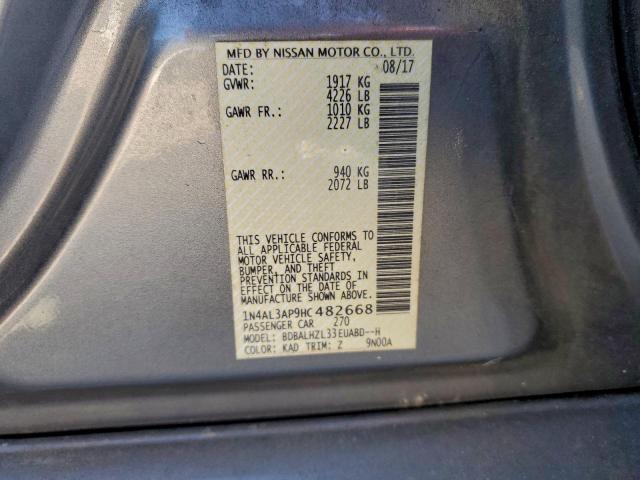 MFD BY NISSAN MOTOR CO., LTD.
DATE: 08/17
GVWR: 1917 KG
4226 LB
GAWR FR.: 1010 KG
2227 LB
GAWR RR.: 940 KG
2072 LB
THIS VEHICLE CONFORMS TO
ALL APPLICABLE FEDERAL
MOTOR VEHICLE SAFETY,
BUMPER, AND THEFT
PREVENTION STANDARDS IN
EFFECT ON THE DATE OF
MANUFACTURE SHOWN ABOVE.
1N4AL3AP9HC482668
PASSENGER CAR 270
MODEL: BDBALHZL33EUABD--H
COLOR: KAD TRIM: Z 9N00A